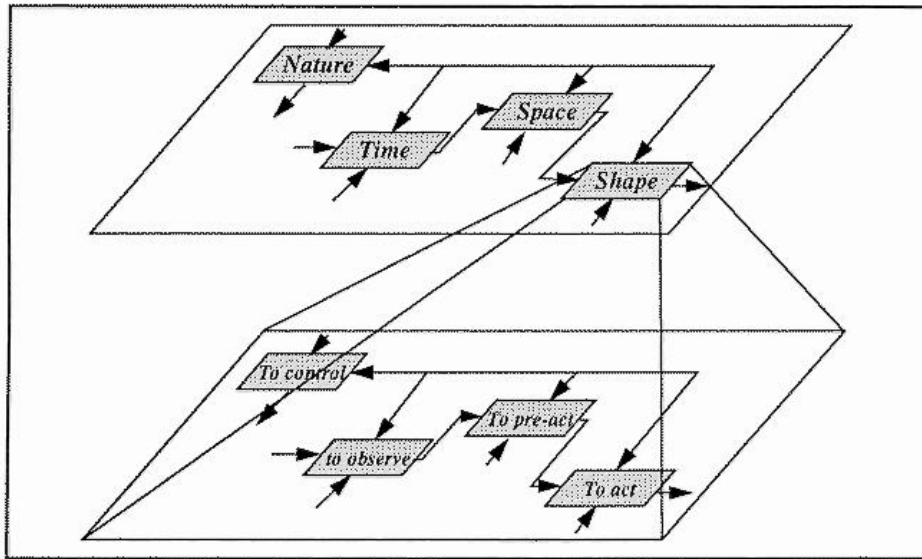 Nature
Space
Time
Shape
To control
To pre-act
to observe
To act